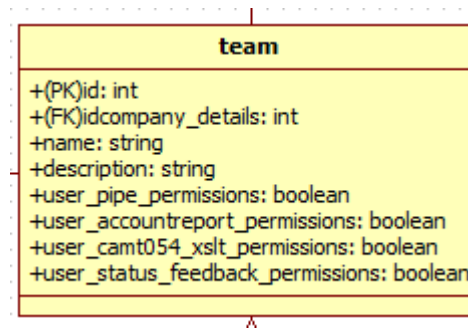 team
+(PK)id: int
+(FK)idcompany_details: int
+name: string
+description: string
+user_pipe_permissions: boolean
+user_accountreport_permissions: boolean
+user_camt054_xslt_permissions: boolean
+user_status_feedback_permissions: boolean